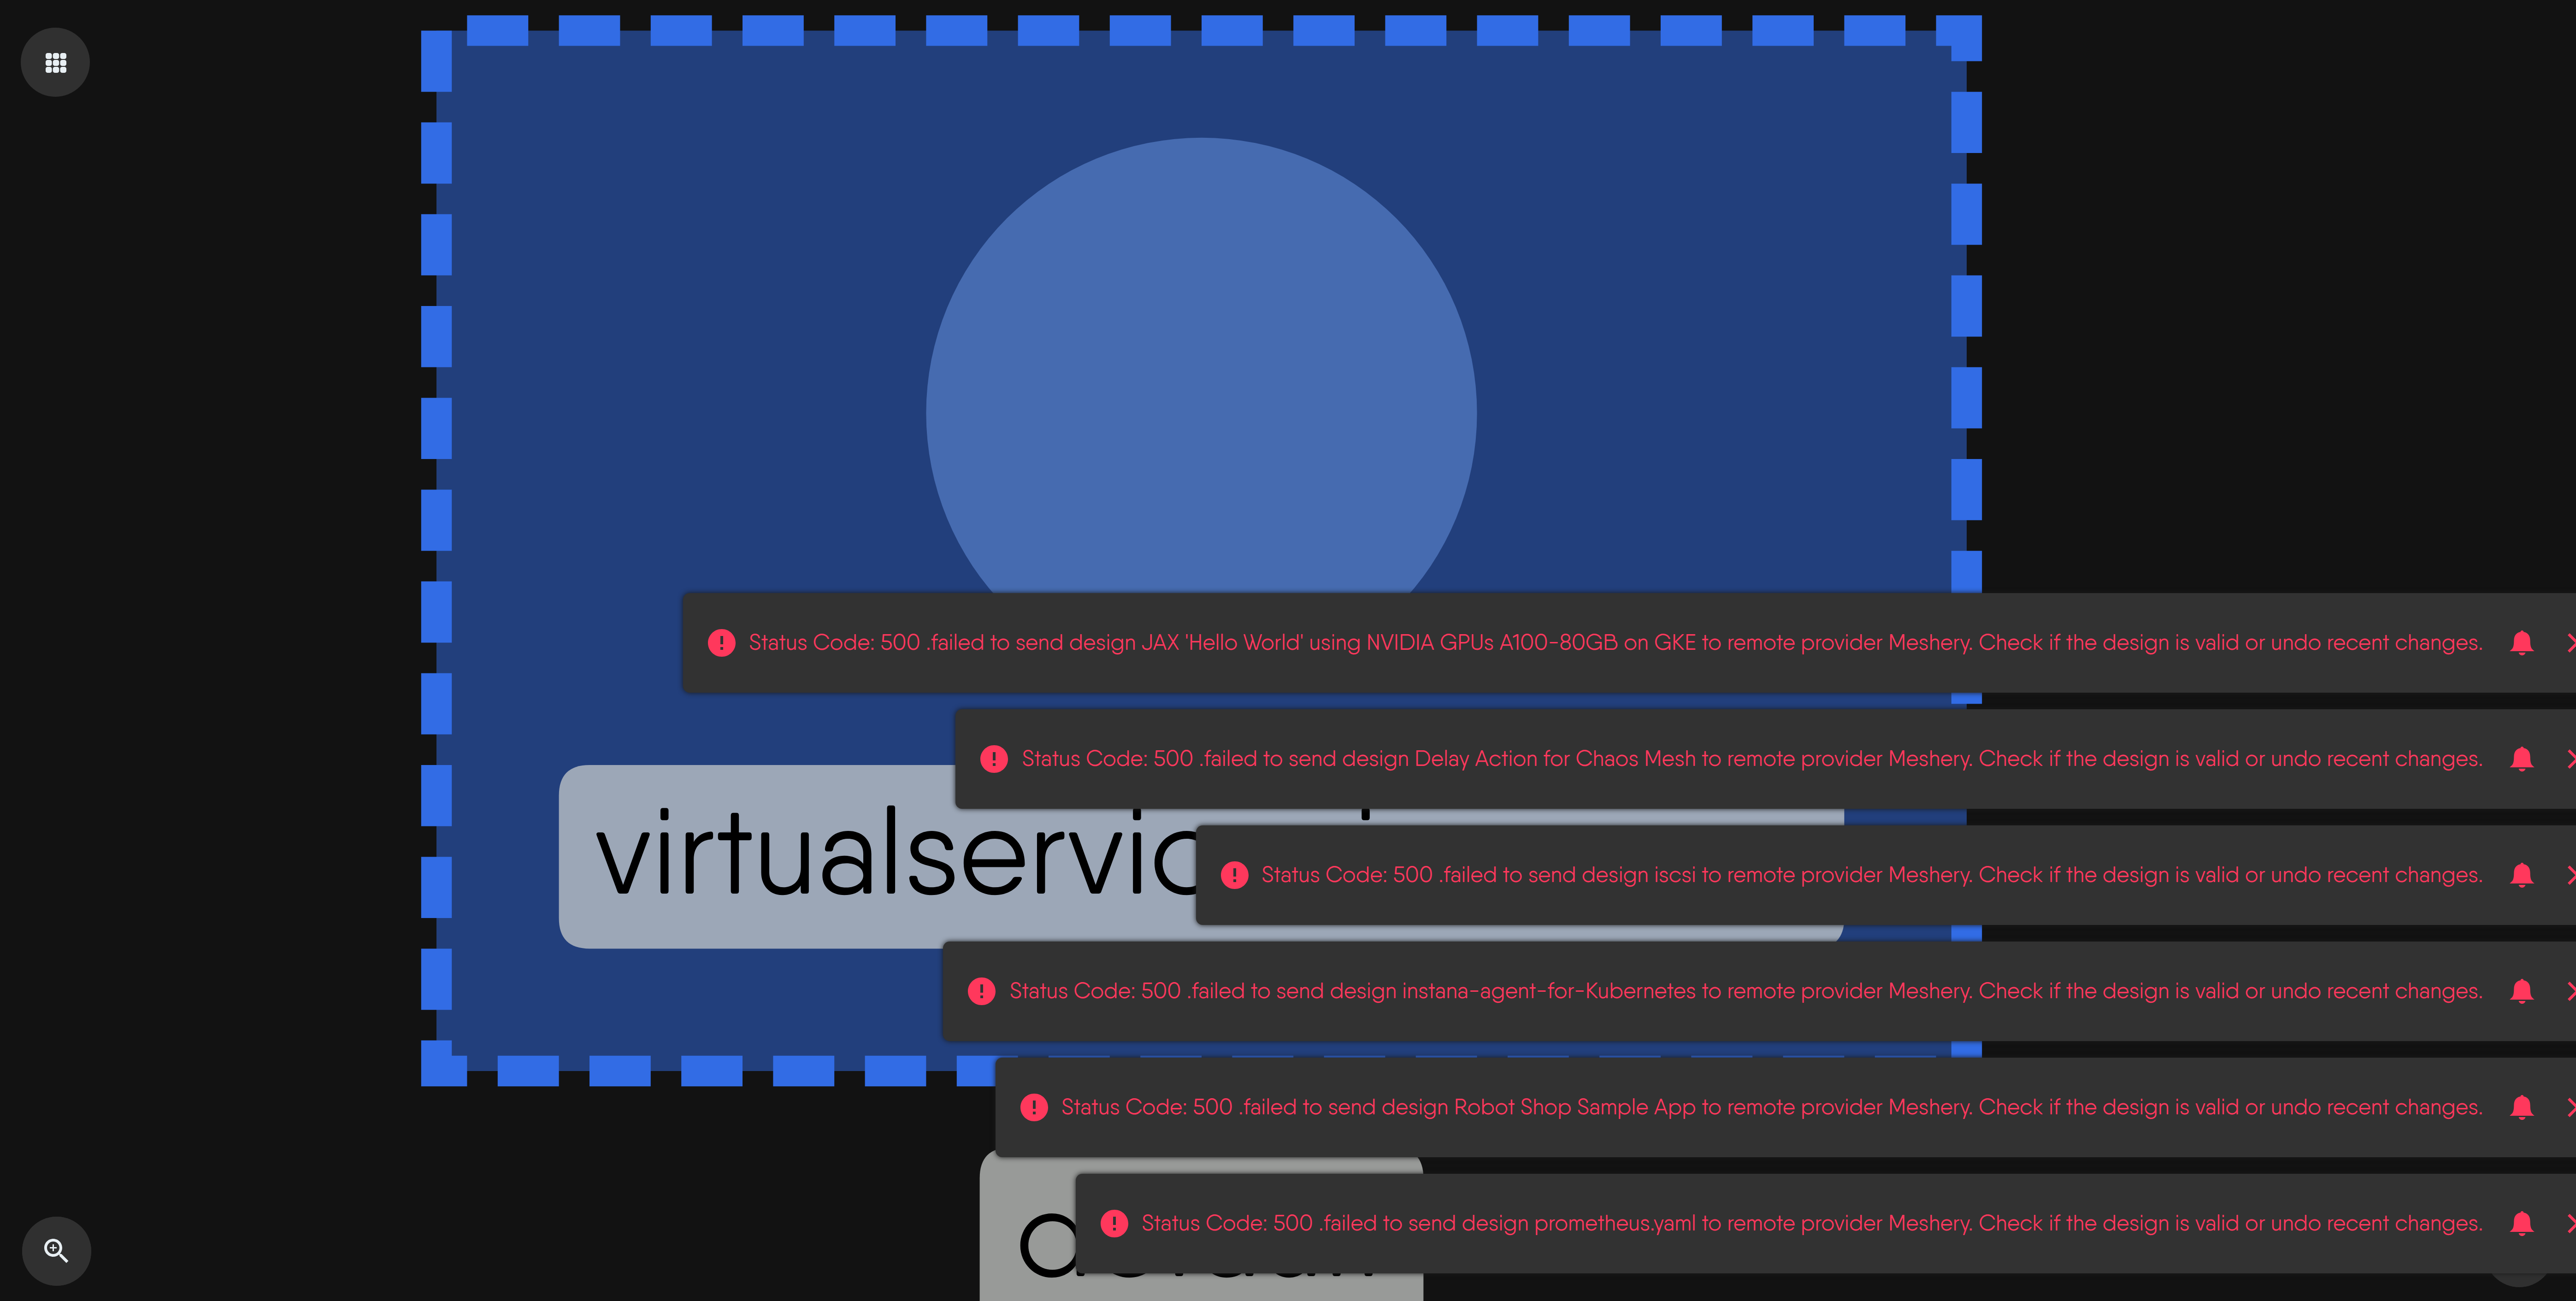 Status Code: 500 .failed to send design JAX 'Hello World' using NVIDIA GPUs A100-80GB on GKE to remote provider Meshery. Check if the design is valid or undo recent changes.
Status Code: 500 .failed to send design Delay Action for Chaos Mesh to remote provider Meshery. Check if the design is valid or undo recent changes.
Status Code: 500 .failed to send design iscsi to remote provider Meshery. Check if the design is valid or undo recent changes.
Status Code: 500 .failed to send design instana-agent-for-Kubernetes to remote provider Meshery. Check if the design is valid or undo recent changes.
Status Code: 500 .failed to send design Robot Shop Sample App to remote provider Meshery. Check if the design is valid or undo recent changes.
Status Code: 500 .failed to send design prometheus.yaml to remote provider Meshery. Check if the design is valid or undo recent changes.